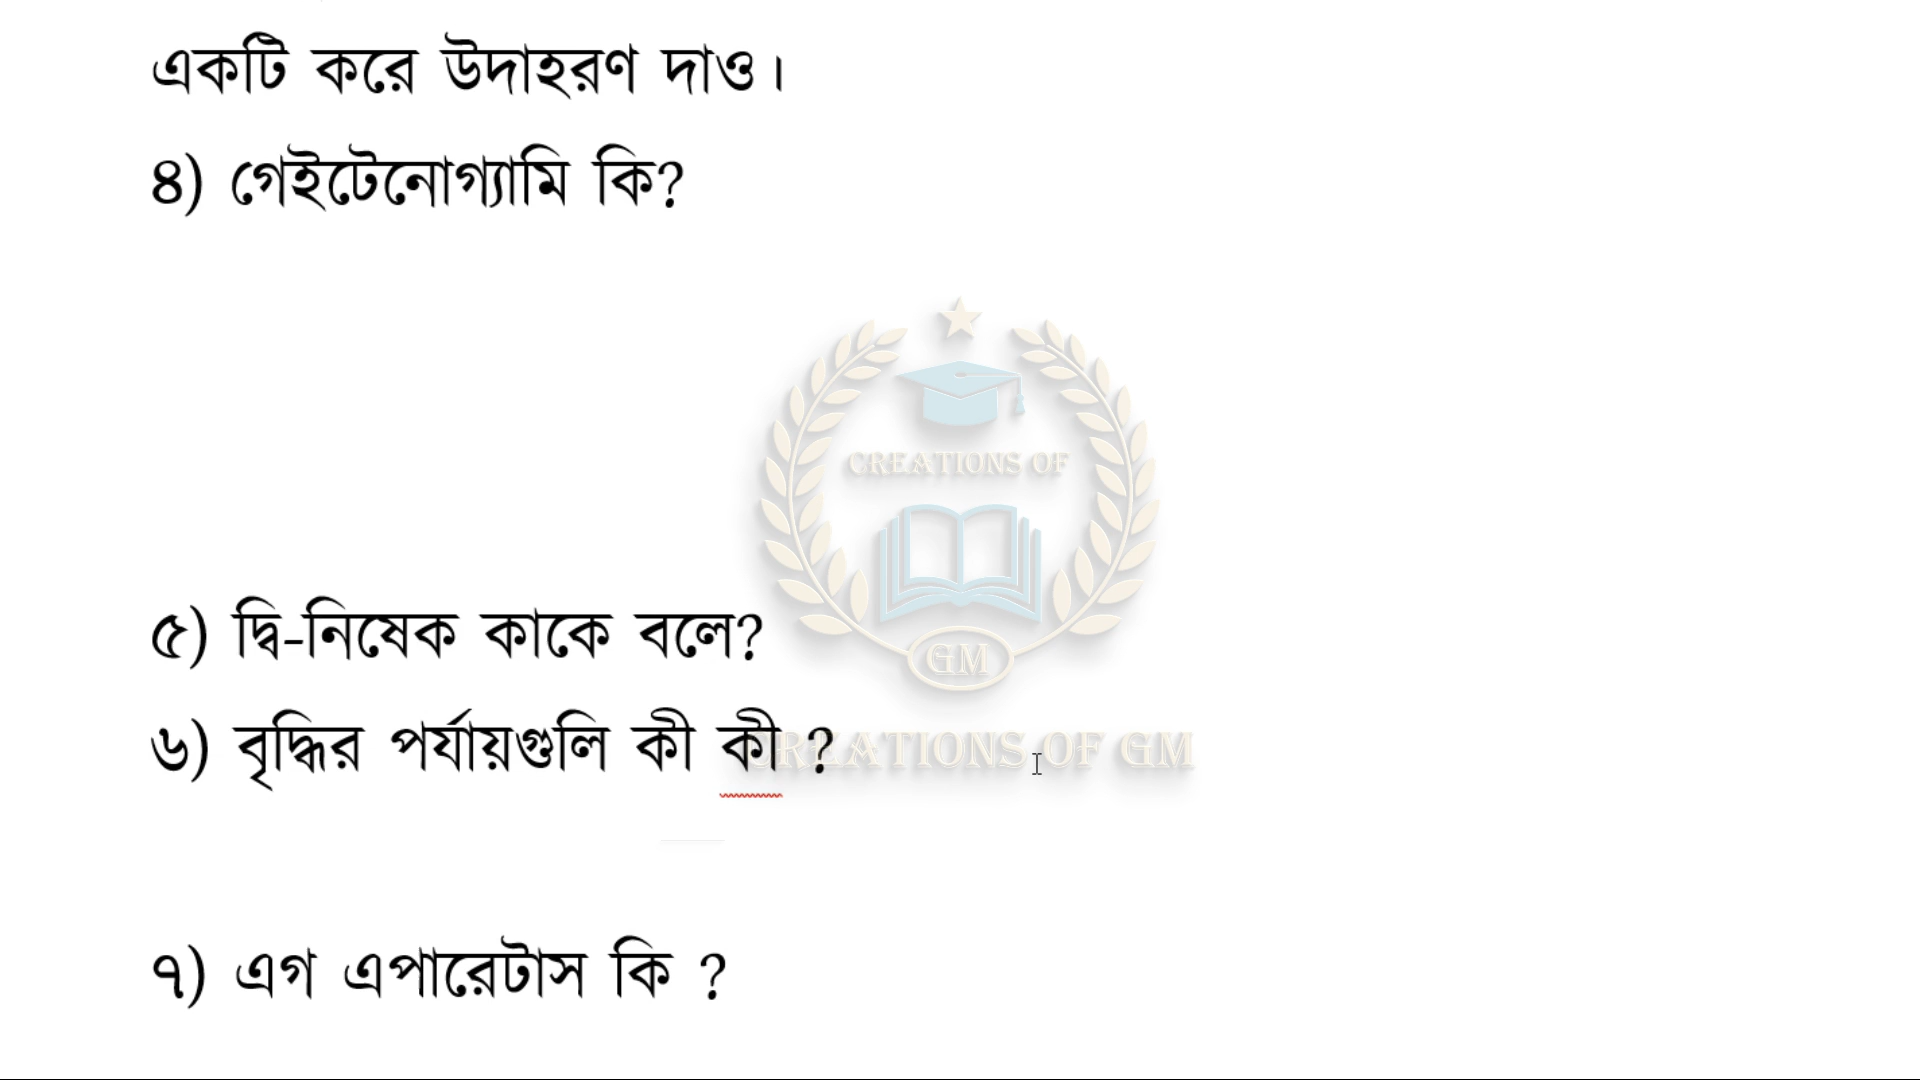 একটি করে উদাহরণ দাও।
৪) গেইটেনোগ্যামি কি?
CREATIONS OF
GM
৫) দ্বি-নিষেক কাকে বলে?
৬) বৃদ্ধির পর্যায়গুলি কী কী ?
CREATIONS OF GM
৭) এগ এপারেটাস কি ?